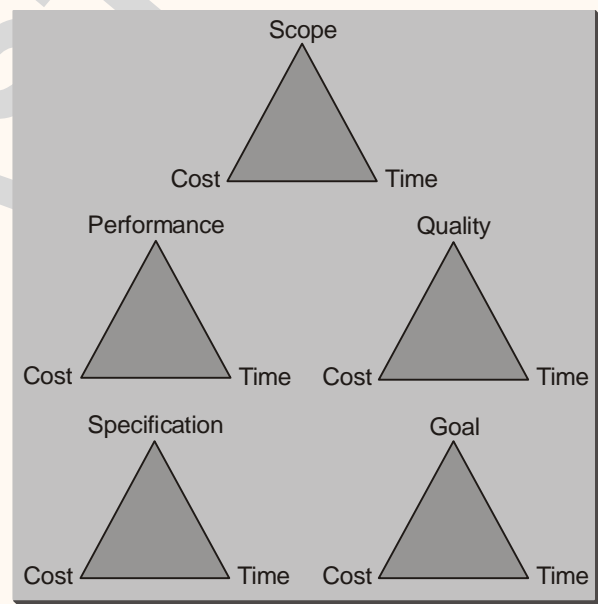 Scope
Cost Time
Performance Quality
Cost Time Cost Time
Specification Goal
Cost Time Cost Time